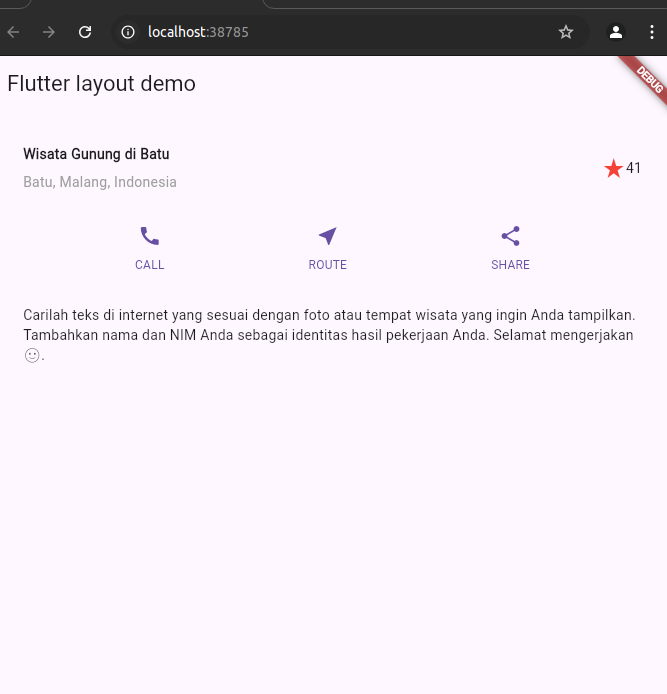 localhost:38785
DEBUG
Flutter layout demo
Wisata Gunung di Batu
41
Batu, Malang, Indonesia
CALL
ROUTE
SHARE
Carilah teks di internet yang sesuai dengan foto atau tempat wisata yang ingin Anda tampilkan.
Tambahkan nama dan NIM Anda sebagai identitas hasil pekerjaan Anda. Selamat mengerjakan
🙂.